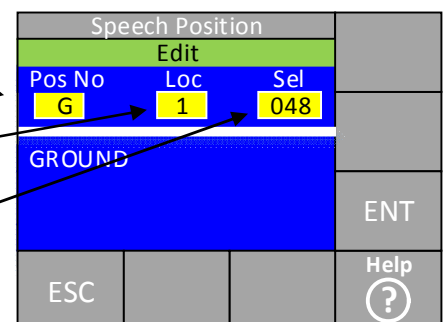 Speech Position
Edit
Pos No Loc Sel
G 1 048
GROUND
ENT
ESC
Help
?